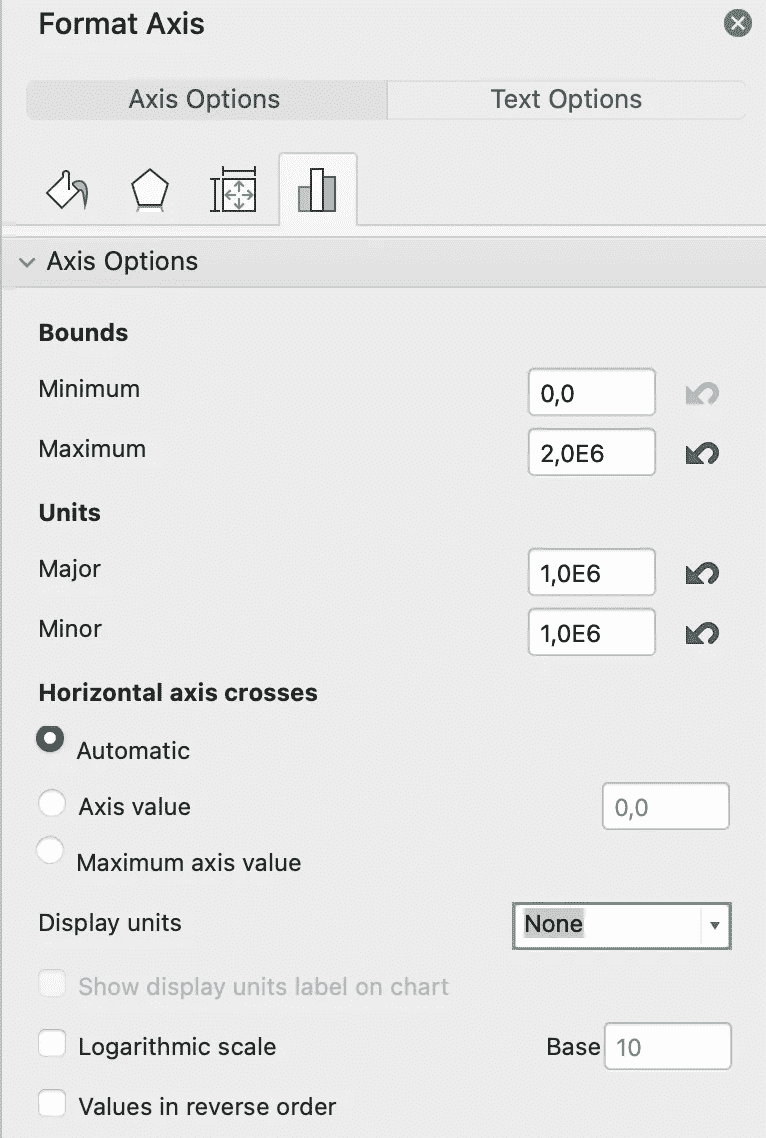 Format Axis
Axis Options Text Options
Axis Options
Bounds
Minimum 0,0
Maximum 2,0E6
Units
Major 1,0E6
Minor 1,0E6
Horizontal axis crosses
Automatic
Axis value 0,0
Maximum axis value
Display units None
Show display units label on chart
Logarithmic scale Base 10
Values in reverse order